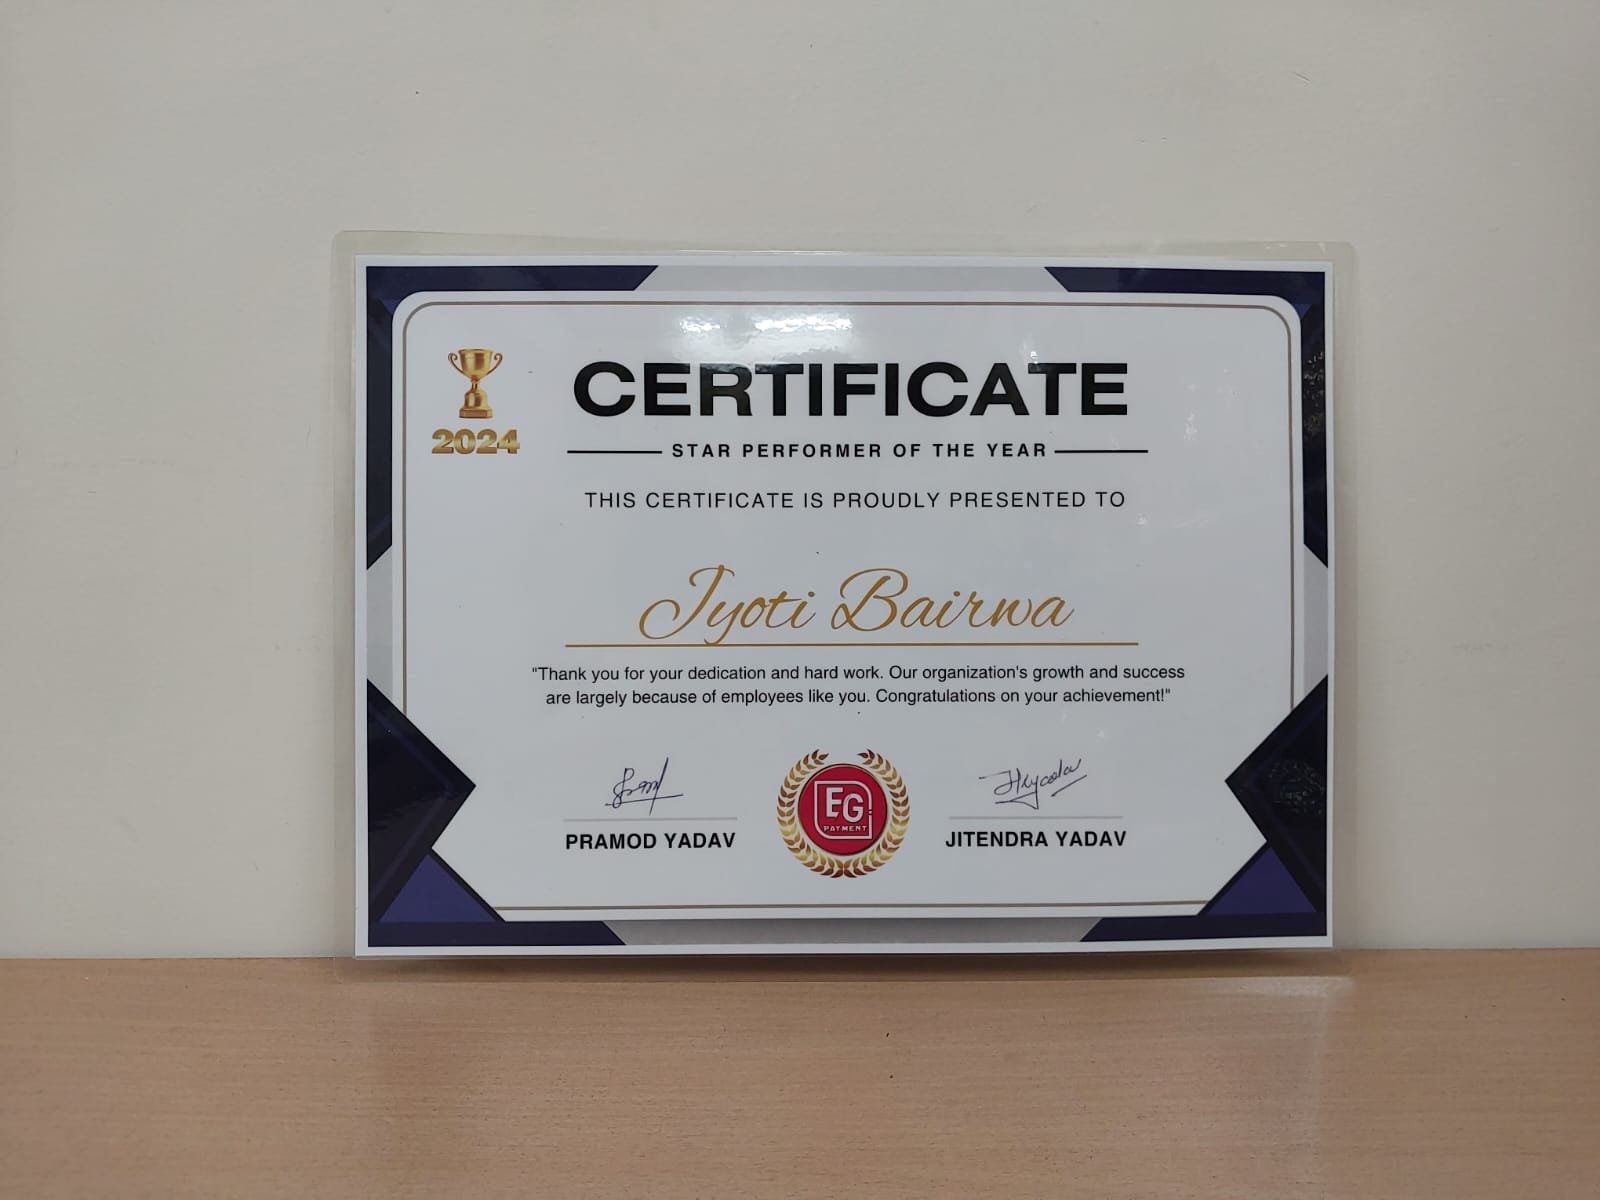 CERTIFICATE
2024
STAR PERFORMER OF THE YEAR
THIS CERTIFICATE IS PROUDLY PRESENTED TO
Jyoti Bairwa
"Thank you for your dedication and hard work. Our organization's growth and success
are largely because of employees like you. Congratulations on your achievement!"
PRAMOD YADAV
EG
PAYMENT
JITENDRA YADAV